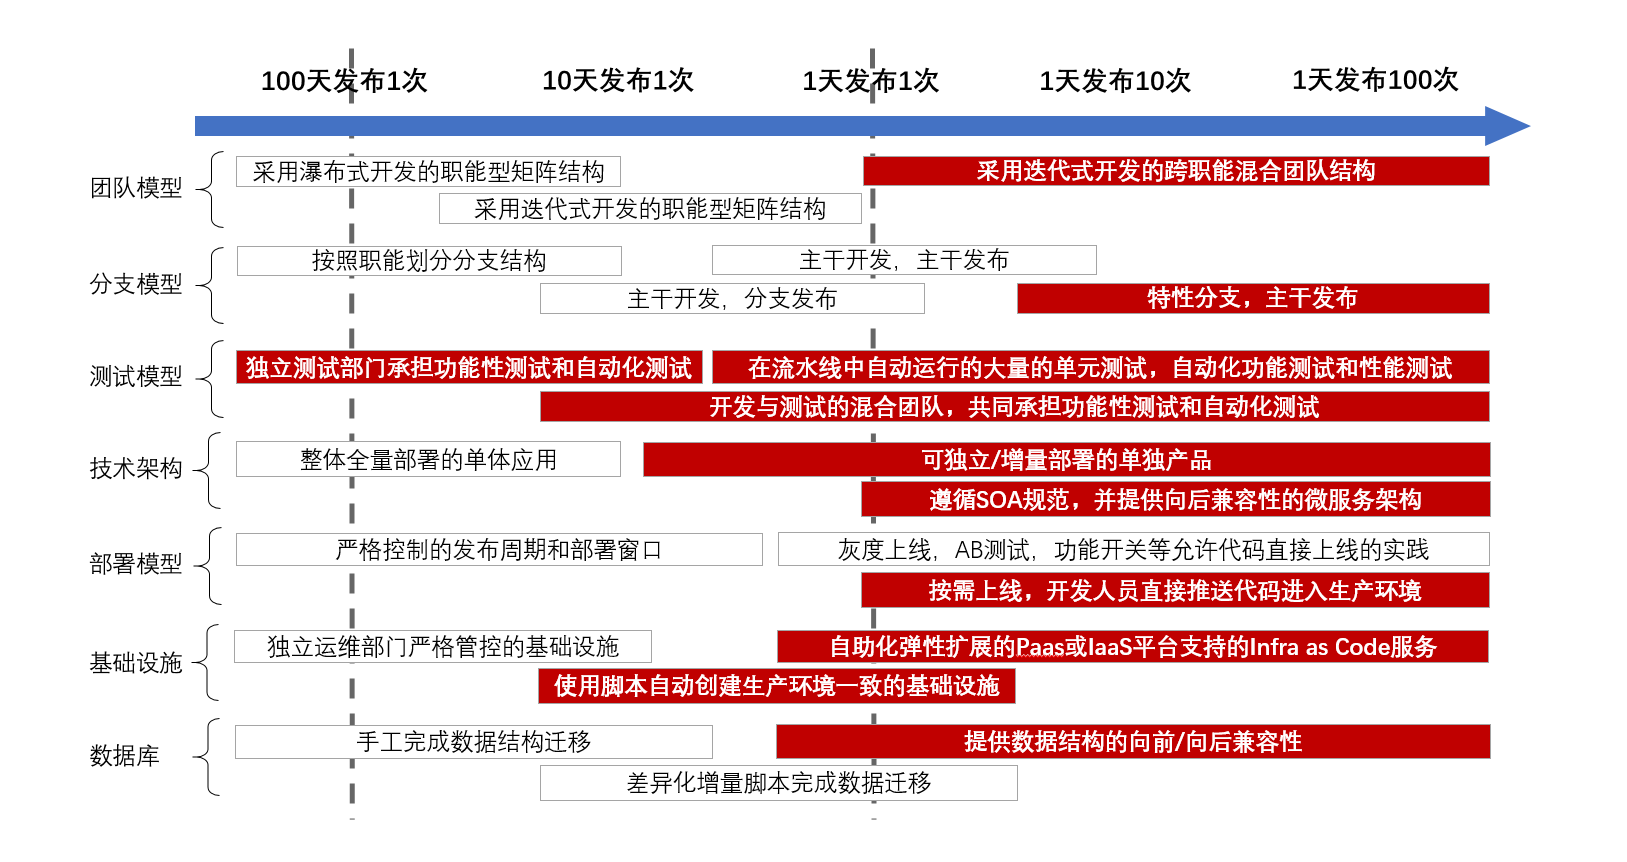 100天发布1次
10天发布1次
1天发布1次
1天发布10次
1天发布100次
团队模型
采用瀑布式开发的职能型矩阵结构
采用迭代式开发的跨职能混合团队结构
采用迭代式开发的职能型矩阵结构
分支模型
按照职能划分分支结构
主干开发，主干发布
主干开发，分支发布
特性分支，主干发布
测试模型
独立测试部门承担功能性测试和自动化测试
在流水线中自动运行的大量的单元测试，自动化功能测试和性能测试
开发与测试的混合团队，共同承担功能性测试和自动化测试
技术架构
整体全量部署的单体应用
可独立/增量部署的单独产品
遵循SOA规范，并提供向后兼容性的微服务架构
部署模型
严格控制的发布周期和部署窗口
灰度上线，AB测试，功能开关等允许代码直接上线的实践
按需上线，开发人员直接推送代码进入生产环境
基础设施
独立运维部门严格管控的基础设施
自助化弹性扩展的Paas或IaaS平台支持的Infra as Code服务
使用脚本自动创建生产环境一致的基础设施
数据库
手工完成数据结构迁移
提供数据结构的向前/向后兼容性
差异化增量脚本完成数据迁移